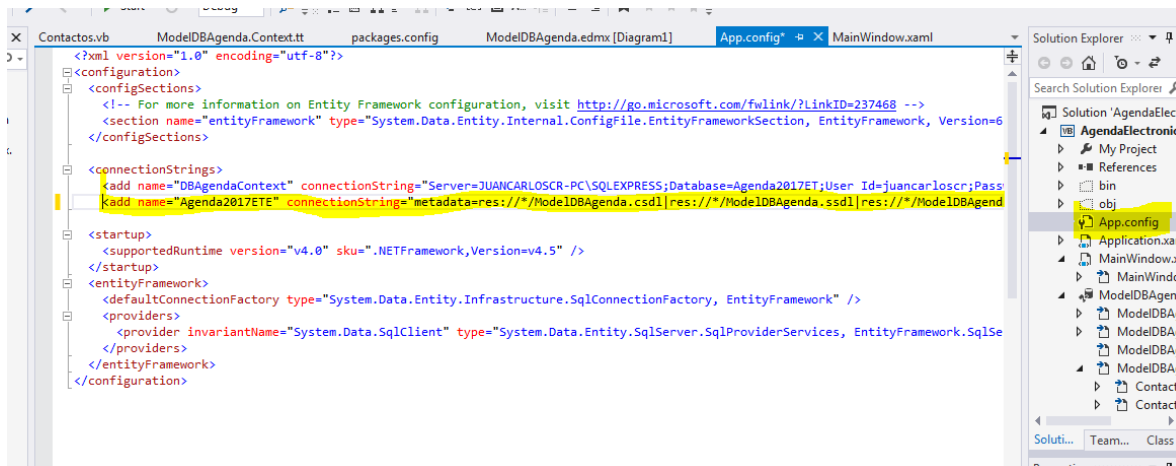 Contactos.vb ModelDBAgenda.Context.tt packages.config ModelDBAgenda.edmx [Diagram1] App.config* MainWindow.xaml
<?xml version="1.0" encoding="utf-8"?>
<configuration>
<configSections>
<!-- For more information on Entity Framework configuration, visit http://go.microsoft.com/fwlink/?LinkID=237468 -->
<section name="entityFramework" type="System.Data.Entity.Internal.ConfigFile.EntityFrameworkSection, EntityFramework, Version=6
</configSections>
<connectionStrings>
<add name="DBAgendaContext" connectionString="Server=JUANCARLOSCR-PC\SQLEXPRESS;Database=Agenda2017ET;User Id=juancarloscr;Pass
<add name="Agenda2017ETE" connectionString="metadata=res://*/ModelDBAgenda.csdl|res://*/ModelDBAgenda.ssdl|res://*/ModelDBAgend
<startup>
<supportedRuntime version="v4.0" sku=".NETFramework,Version=v4.5" />
</startup>
<entityFramework>
<defaultConnectionFactory type="System.Data.Entity.Infrastructure.SqlConnectionFactory, EntityFramework" />
<providers>
<provider invariantName="System.Data.SqlClient" type="System.Data.Entity.SqlServer.SqlProviderServices, EntityFramework.SqlSe
</providers>
</entityFramework>
</configuration>
Solution Explorer
Search Solution Explorer
Solution 'AgendaElec
VB AgendaElectronic
My Project
References
bin
obj
App.config
Application.xa
MainWindow.x
MainWindo
ModelDBAgen
ModelDBA
ModelDBA
ModelDBA
ModelDBA
Contact
Contact
Soluti... Team... Class